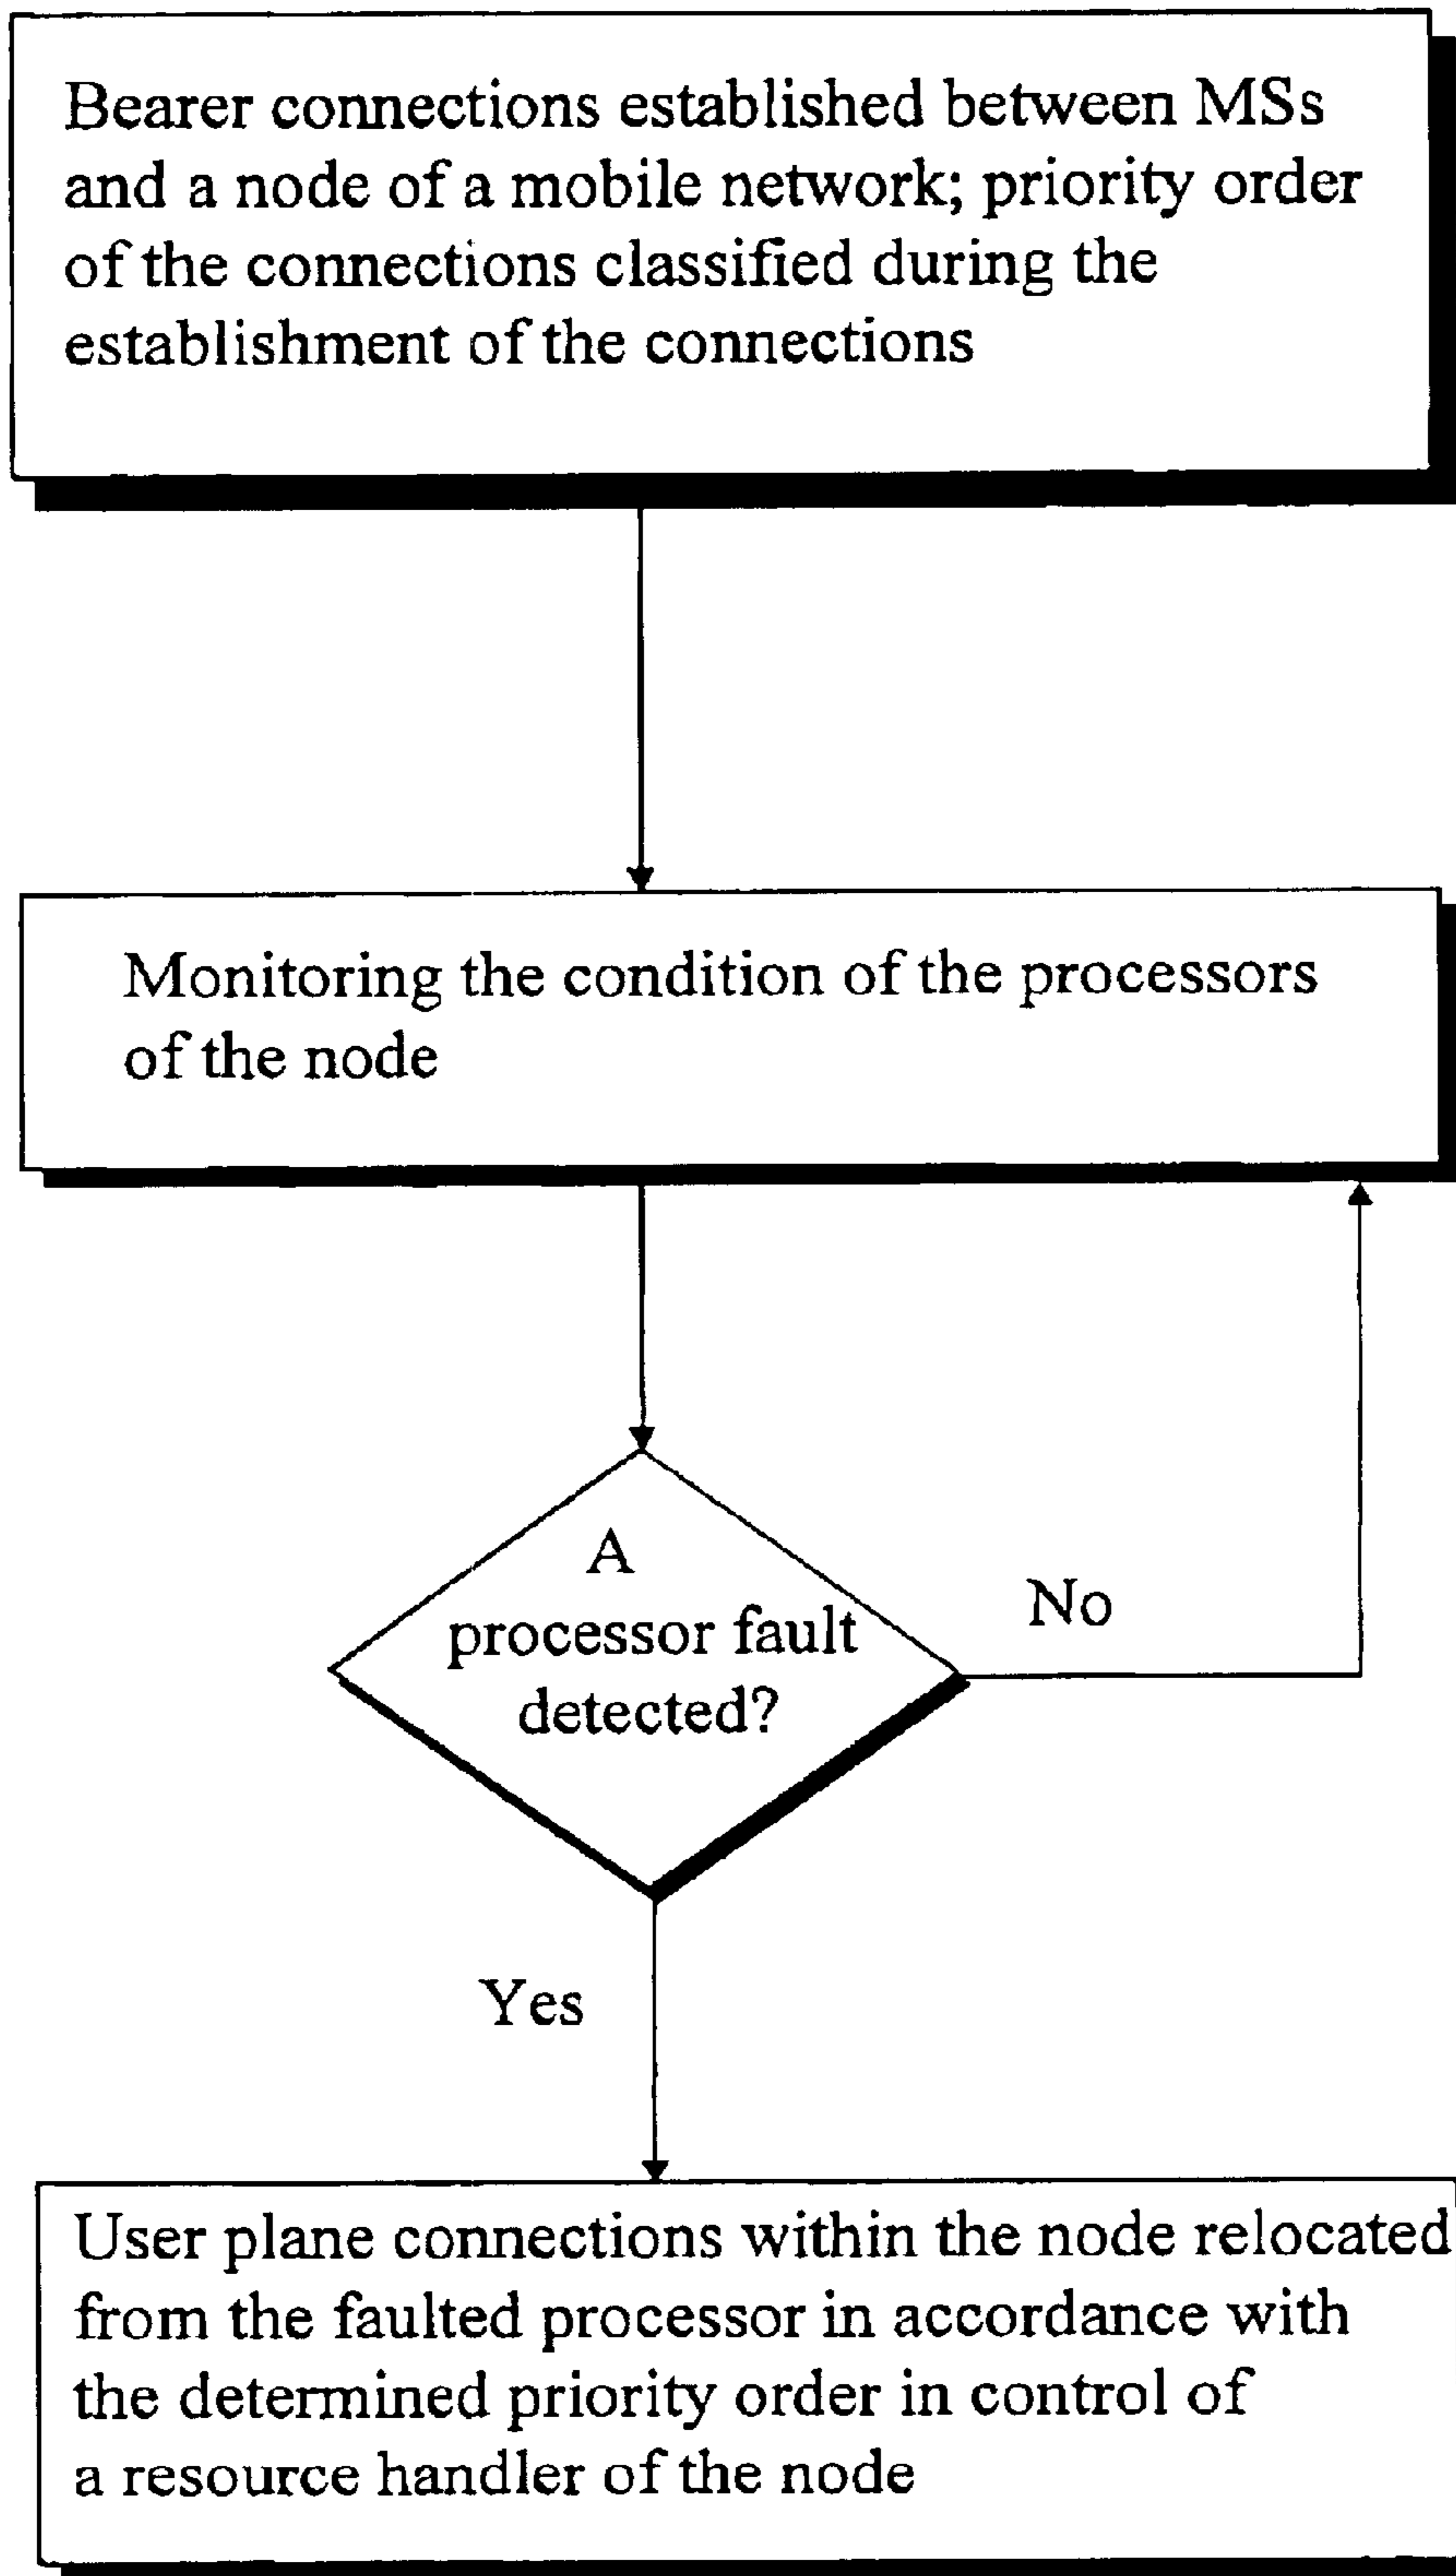 Bearer connections established between MSs
and a node of a mobile network; priority order
of the connections classified during the
establishment of the connections
Monitoring the condition of the processors
of the node
A
processor fault
detected?
No
Yes
User plane connections within the node relocated
from the faulted processor in accordance with
the determined priority order in control of
a resource handler of the node